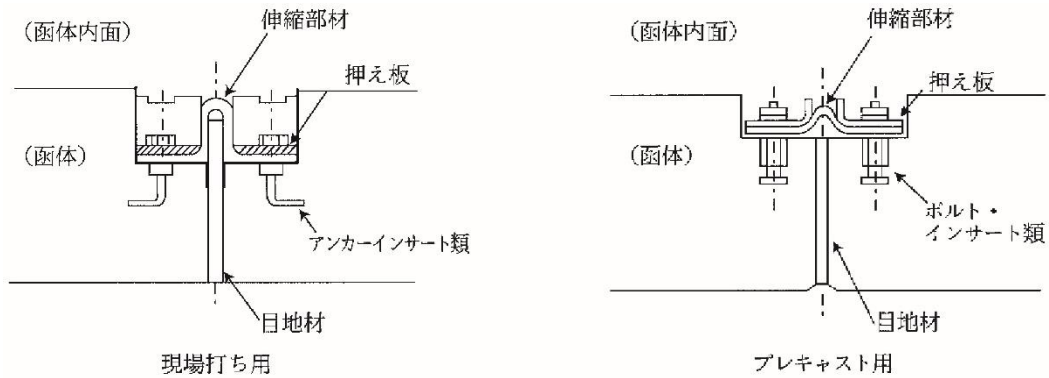 (函体内面)
伸縮部材
押え板
(函体)
アンカーインサート類
目地材
現場打ち用
(函体内面)
伸縮部材
押え板
(函体)
ボルト・
インサート類
目地材
プレキャスト用